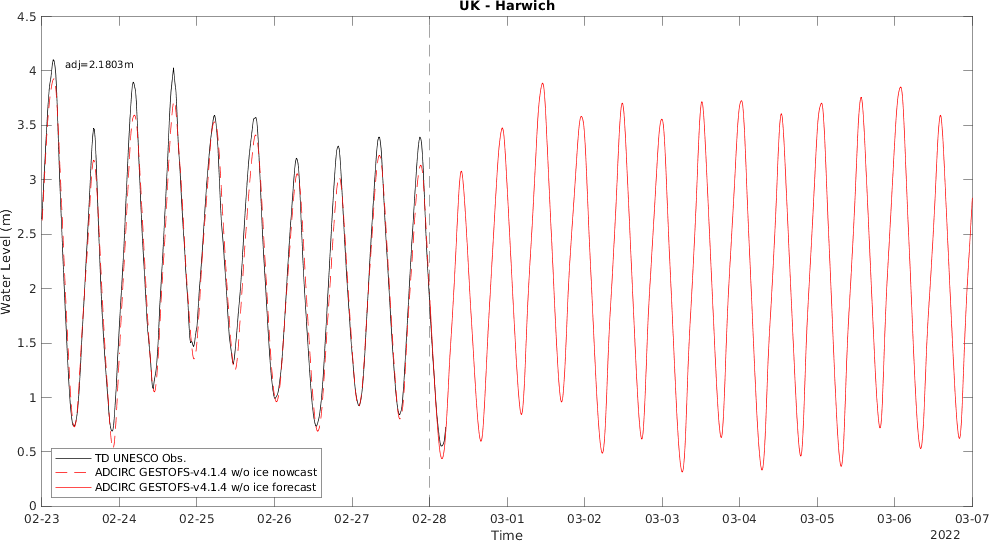 UK - Harwich
adj=2.1803m
4.5
4
3.5
3
2.5
2
1.5
1
0.5
0
Water Level (m)
TD UNESCO Obs.
ADCIRC GESTOFS-v4.1.4 w/o ice nowcast
ADCIRC GESTOFS-v4.1.4 w/o ice forecast
02-23 02-24 02-25 02-26 02-27 02-28 03-01 03-02 03-03 03-04 03-05 03-06 03-07
Time
2022